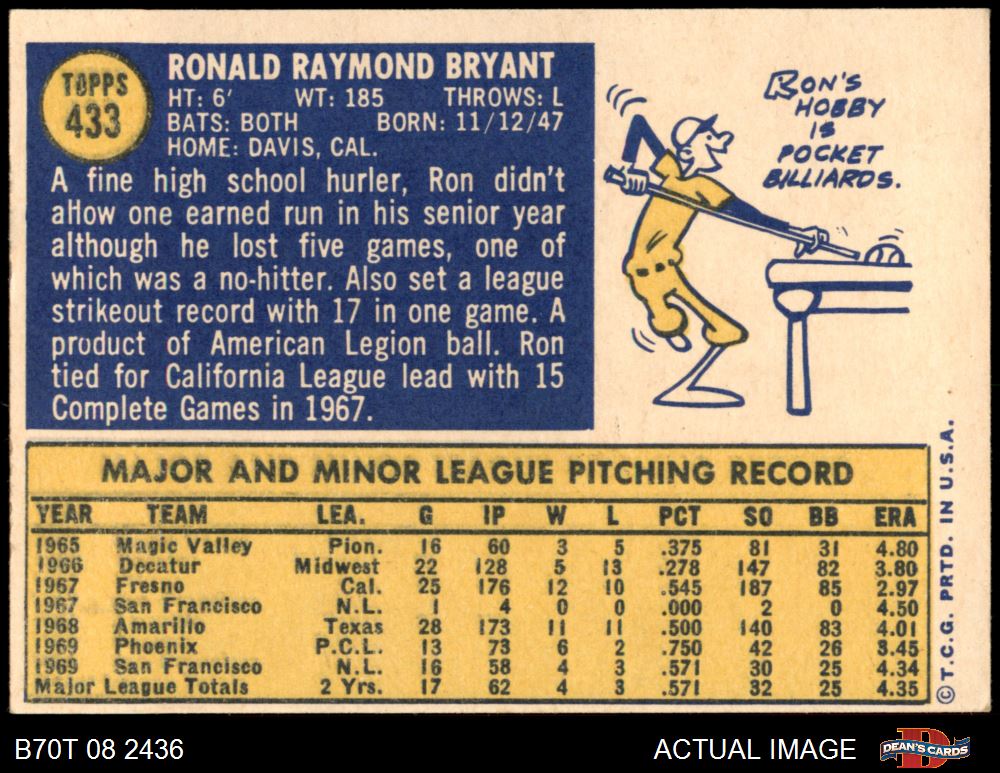 TOPPS
433
RONALD RAYMOND BRYANT
HT: 6' WT: 185 THROWS: L
BATS: BOTH BORN: 11/12/47
HOME: DAVIS, CAL.
A fine high school hurler, Ron didn't
allow one earned run in his senior year
although he lost five games, one of
which was a no-hitter. Also set a league
strikeout record with 17 in one game. A
product of American Legion ball. Ron
tied for California League lead with 15
Complete Games in 1967.
RON'S
HOBBY
IS
POCKET
BILLIARDS.
MAJOR AND MINOR LEAGUE PITCHING RECORD
YEAR TEAM LEA. G IP W L PCT SO BB ERA
1965 Magic Valley Pion. 16 60 3 5 .375 81 31 4.80
1966 Decatur Midwest 22 128 5 13 .278 147 82 3.80
1967 Fresno Cal. 25 176 12 10 .545 187 85 2.97
1967 San Francisco N.L. 1 4 0 0 .000 2 0 4.50
1968 Amarillo Texas 28 173 11 11 .500 140 83 4.01
1969 Phoenix P.C.L. 13 73 6 2 .750 42 26 3.45
1969 San Francisco N.L. 16 58 4 3 .571 30 25 4.34
Major League Totals 2 Yrs. 17 62 4 3 .571 32 25 4.35
© T.C.G. PRTD. IN U.S.A.
B70T 08 2436
ACTUAL IMAGE
DEAN'S CARDS